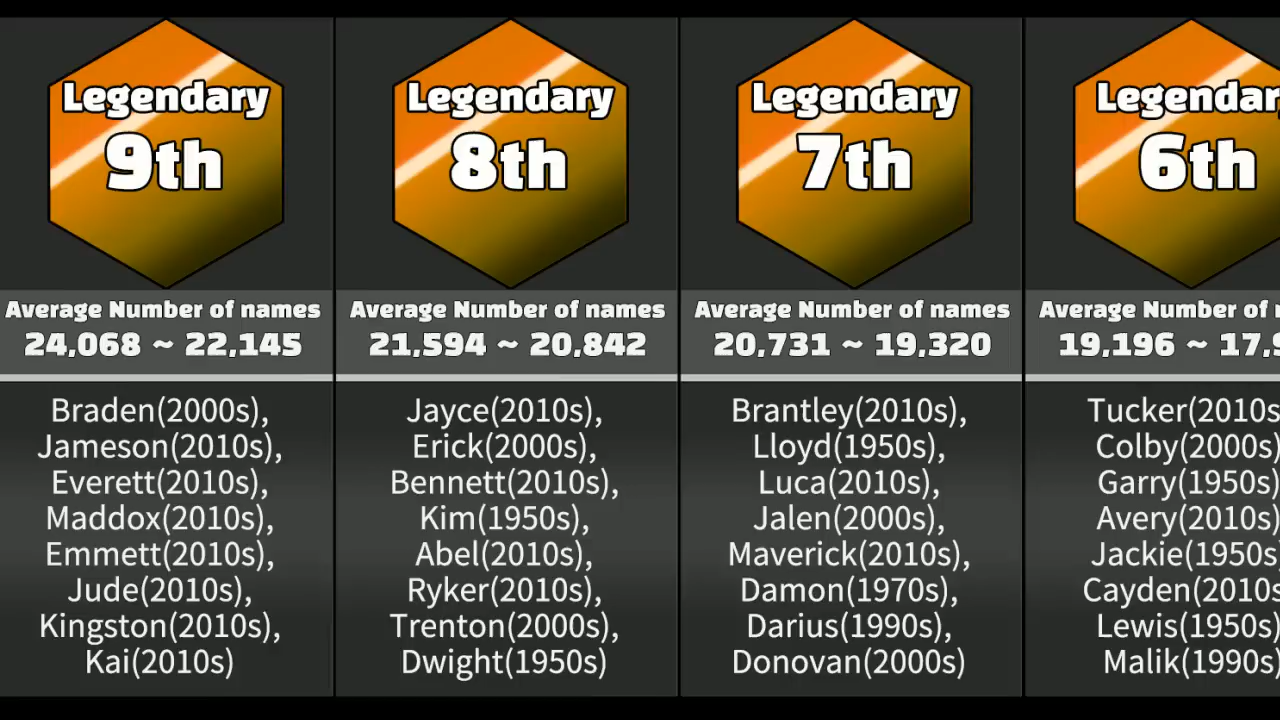 Legendary
9th
Average Number of names
24,068 ~ 22,145
Braden(2000s),
Jameson(2010s),
Everett(2010s),
Maddox(2010s),
Emmett(2010s),
Jude(2010s),
Kingston(2010s),
Kai(2010s)
Legendary
8th
Average Number of names
21,594 ~ 20,842
Jayce(2010s),
Erick(2000s),
Bennett(2010s),
Kim(1950s),
Abel(2010s),
Ryker(2010s),
Trenton(2000s),
Dwight(1950s)
Legendary
7th
Average Number of names
20,731 ~ 19,320
Brantley(2010s),
Lloyd(1950s),
Luca(2010s),
Jalen(2000s),
Maverick(2010s),
Damon(1970s),
Darius(1990s),
Donovan(2000s)
Legendar
6th
Average Number of
19,196 ~ 17,9
Tucker(2010s
Colby(2000s)
Garry(1950s)
Avery(2010s)
Jackie(1950s
Cayden(2010s
Lewis(1950s)
Malik(1990s)